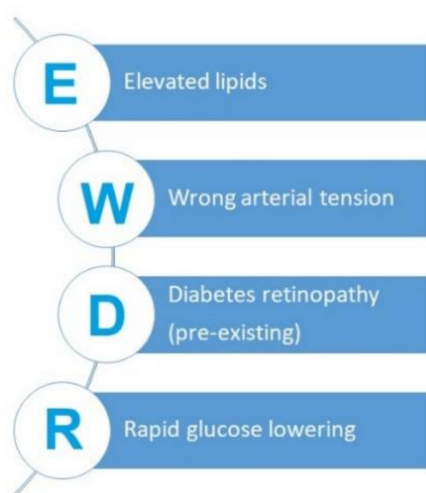 E
Elevated lipids
W
Wrong arterial tension
D
Diabetes retinopathy
(pre-existing)
R
Rapid glucose lowering